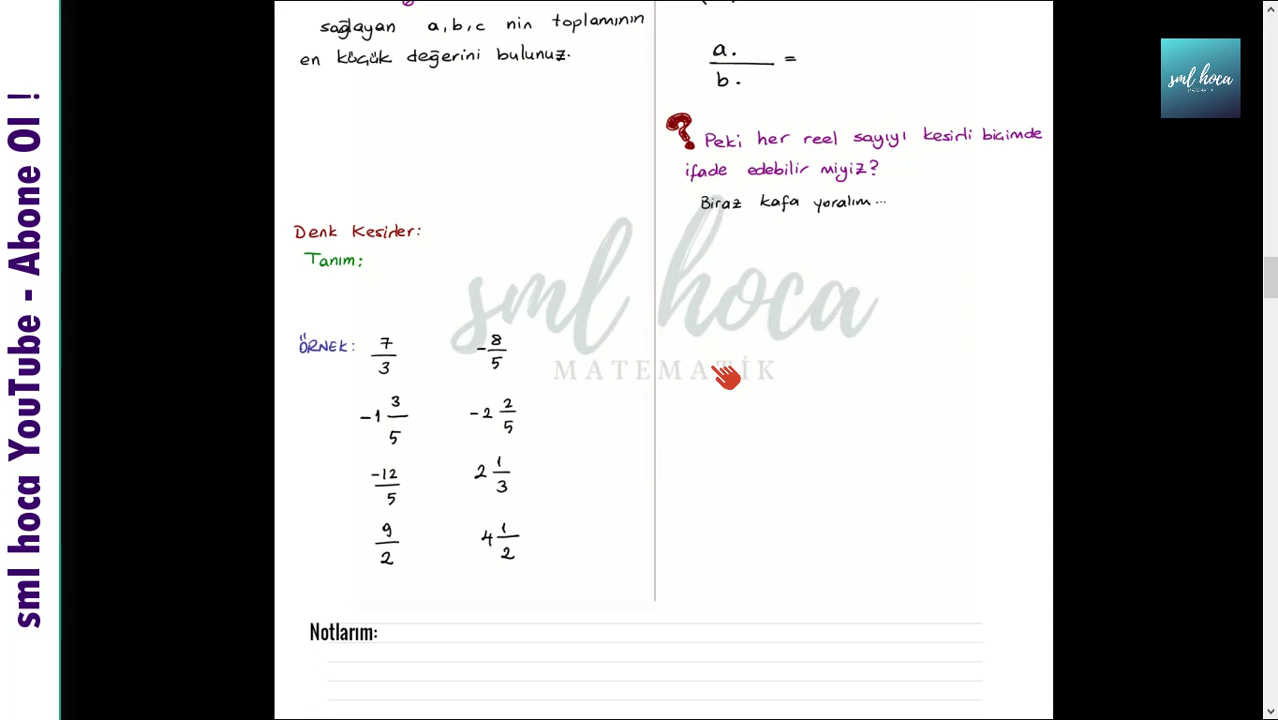 sml hoca YouTube - Abone Ol !
sağlayan a, b, c nin toplamının
en küçük değerini bulunuz.
Denk Kesirler:
Tanım:
ÖRNEK: 7/3 -8/5
-1 3/5 -2 2/5
-12/5 2 1/3
9/2 4 1/2
a. / b. =
? Peki her reel sayıyı kesirli biçimde
ifade edebilir miyiz?
Biraz kafa yoralım...
sml hoca
MATEMATİK
Notlarım:
sml hoca